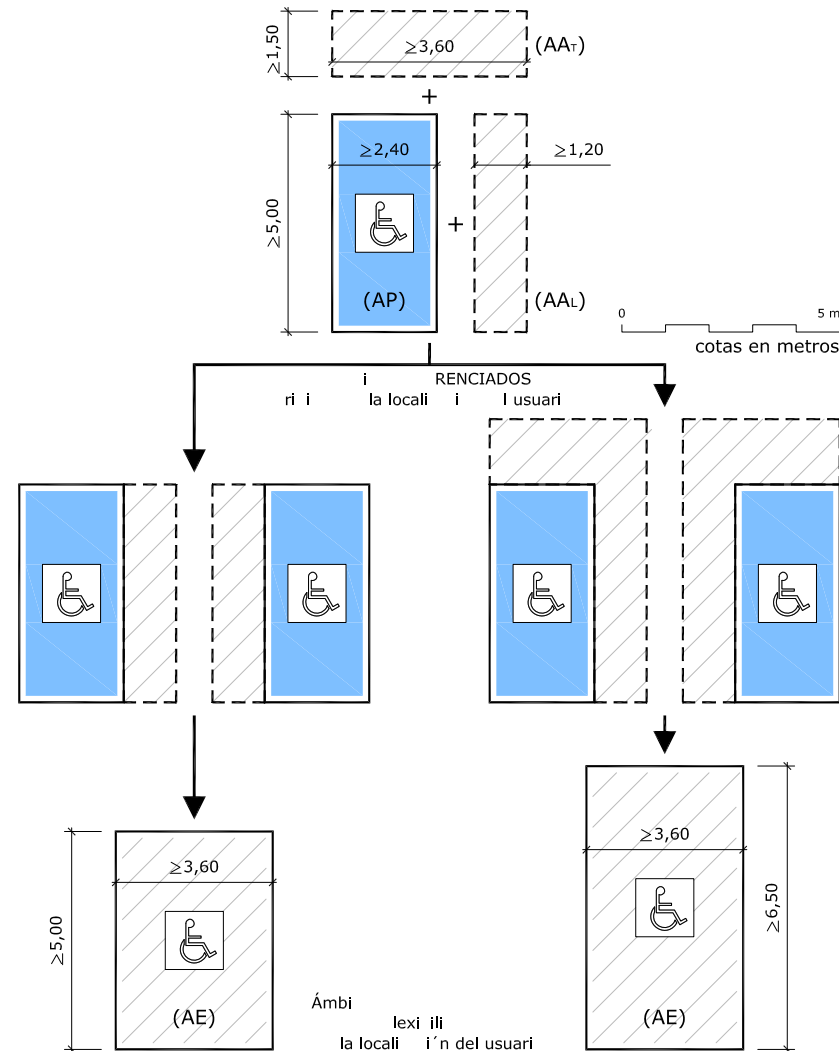 ≥1,50
≥3,60
(AAT)
+
≥5,00
≥2,40
+
≥1,20
(AP)
(AAL)
0 5 m
cotas en metros
RENCIADOS
la locali
≥5,00
≥3,60
(AE)
≥3,60
≥6,50
(AE)
Ámbi
la locali del usuari